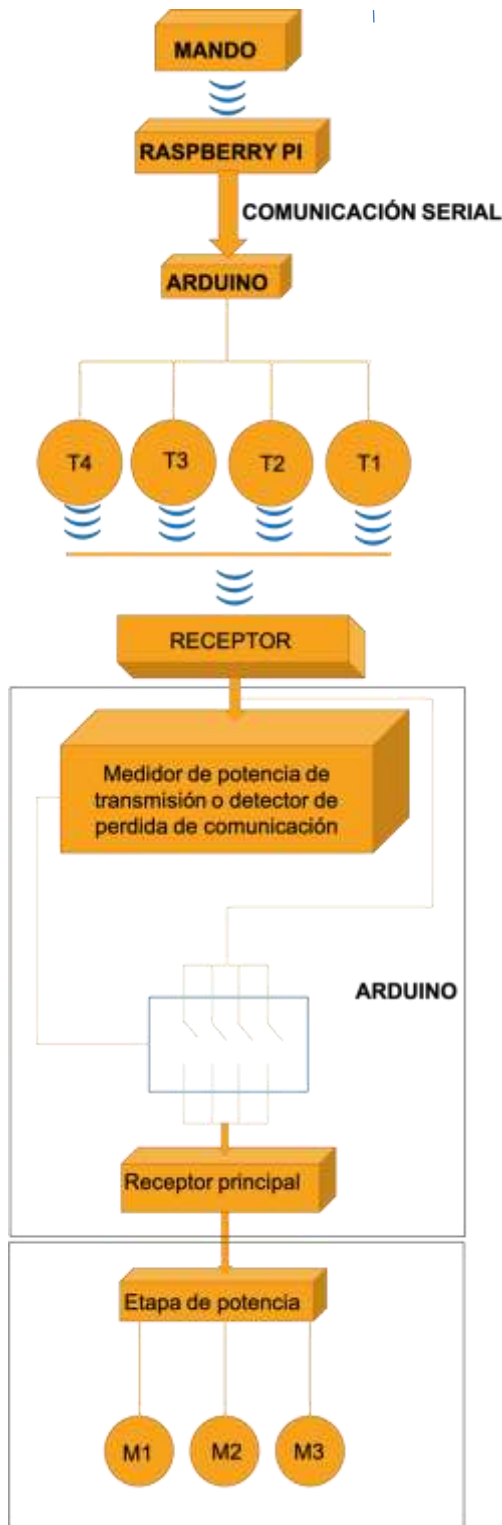 MANDO
RASPBERRY PI
COMUNICACIÓN SERIAL
ARDUINO
T4 T3 T2 T1
RECEPTOR
Medidor de potencia de
transmisión o detector de
perdida de comunicación
ARDUINO
Receptor principal
Etapa de potencia
M1 M2 M3